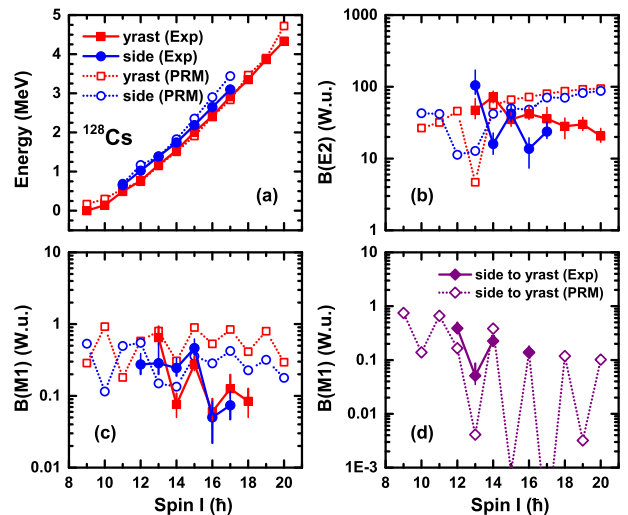 yrast (Exp)
side (Exp)
yrast (PRM)
side (PRM)
¹²⁸Cs
(a)
Energy (MeV)
5
4
3
2
1
0
(b)
B(E2) (W.u.)
1000
100
10
1
(c)
B(M1) (W.u.)
10
1
0.1
0.01
8 10 12 14 16 18 20
Spin I (ħ)
side to yrast (Exp)
side to yrast (PRM)
(d)
B(M1) (W.u.)
10
1
0.1
0.01
1E-3
8 10 12 14 16 18 20
Spin I (ħ)